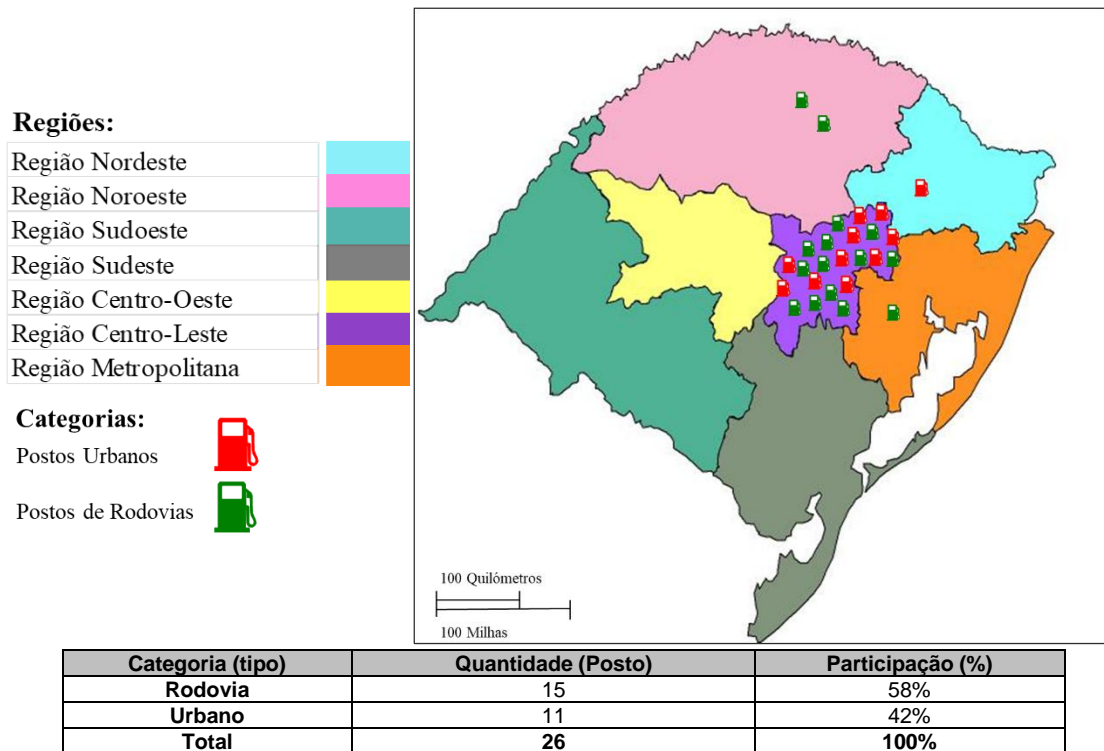 Regiões:
Região Nordeste
Região Noroeste
Região Sudoeste
Região Sudeste
Região Centro-Oeste
Região Centro-Leste
Região Metropolitana
Categorias:
Postos Urbanos
Postos de Rodovias
100 Quilómetros
100 Milhas
Categoria (tipo) Quantidade (Posto) Participação (%)
Rodovia 15 58%
Urbano 11 42%
Total 26 100%